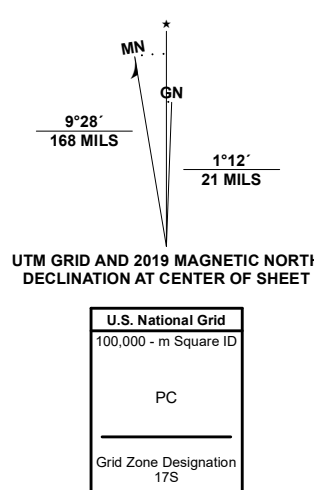 ★
MN
GN
9°28´
168 MILS
1°12´
21 MILS
UTM GRID AND 2019 MAGNETIC NORTH
DECLINATION AT CENTER OF SHEET
U.S. National Grid
100,000 - m Square ID
PC
Grid Zone Designation
17S